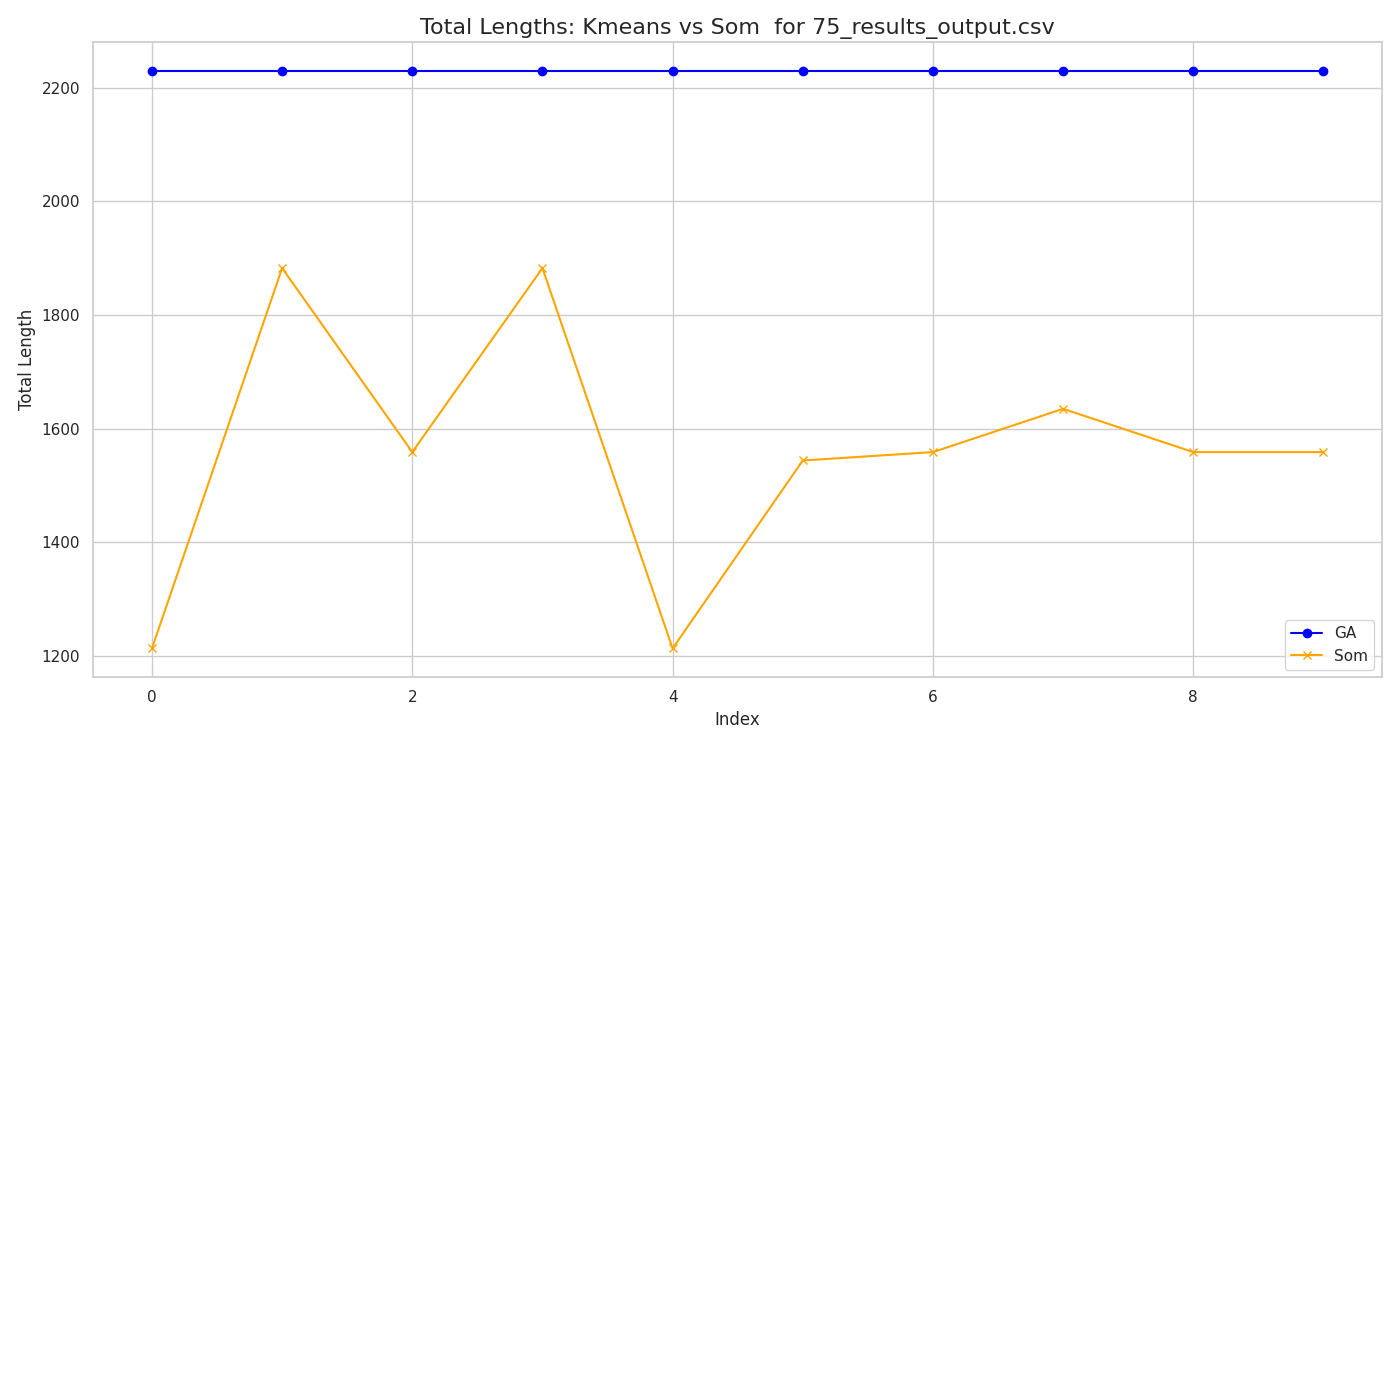 Total Lengths: Kmeans vs Som  for 75_results_output.csv
2200
2000
1800
1600
1400
1200
Total Length
0
2
4
6
8
Index
GA
Som